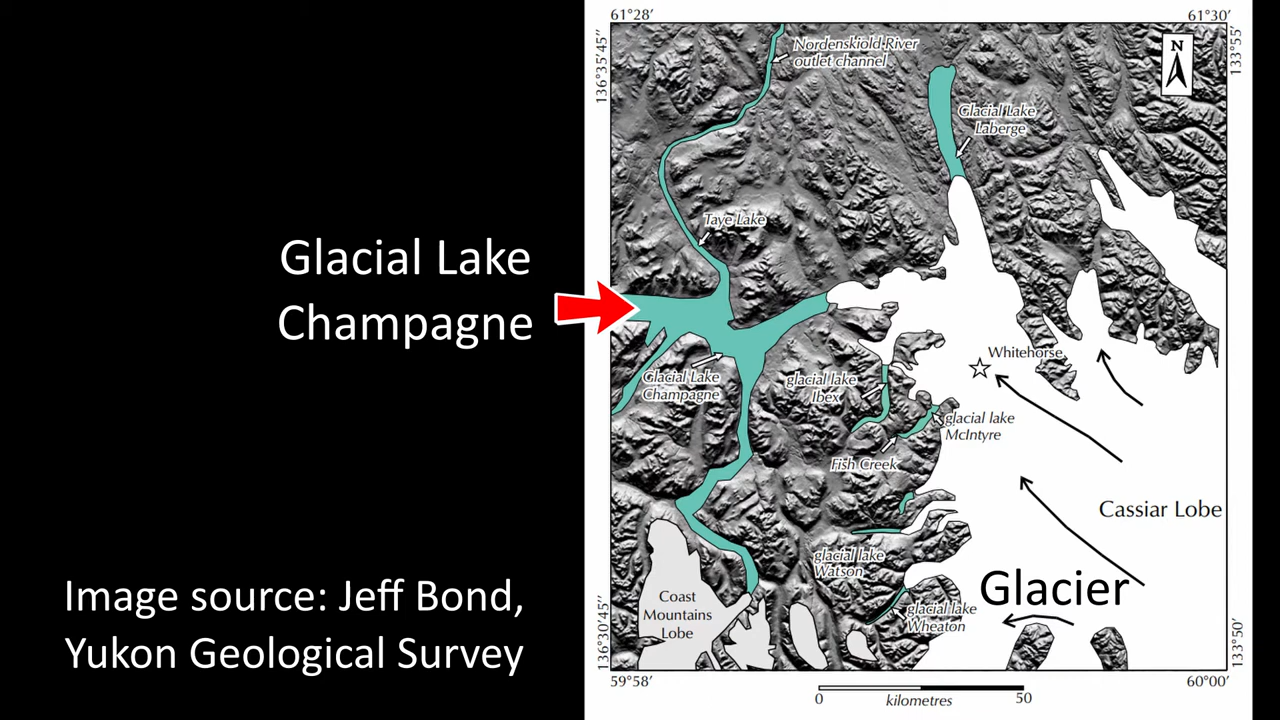 Glacial Lake
Champagne
Image source: Jeff Bond,
Yukon Geological Survey
61°28′
61°30′
136°35′45″
133°55′
N
Nordenskiold River
outlet channel
Glacial Lake
Laberge
Taye Lake
Whitehorse
Glacial Lake
Champagne
glacial lake
Ibex
glacial lake
McIntyre
Fish Creek
Cassiar Lobe
glacial lake
Watson
Glacier
Coast
Mountains
Lobe
glacial lake
Wheaton
136°30′45″
133°50′
59°58′
60°00′
0
50
kilometres